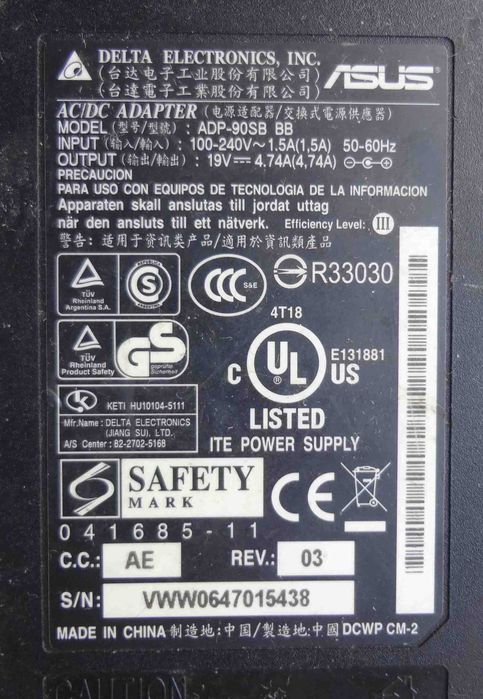 DELTA ELECTRONICS, INC.
(台达电子工业股份有限公司)
(台達電子工業股份有限公司)
ASUS
AC/DC ADAPTER (电源适配器/交換式電源供應器)
MODEL (型号/型號) : ADP-90SB BB
INPUT (输入/輸入) : 100-240V~1.5A(1,5A) 50-60Hz
OUTPUT (输出/輸出) : 19V⎓4.74A(4,74A)
PRECAUCION
PARA USO CON EQUIPOS DE TECNOLOGIA DE LA INFORMACION
Apparaten skall anslutas till jordat uttag
när den ansluts till ett nätverk. Efficiency Level: III
警告: 适用于资讯类产品/適用於資訊類產品
TÜV
Rheinland
Argentina S.A.
S
CCC S&E
R33030
4T18
TÜV
Rheinland
Product Safety
GS
geprüfte
Sicherheit
C UL US
®
E131881
LISTED
ITE POWER SUPPLY
K
KETI HU10104-5111
Mfr.Name : DELTA ELECTRONICS
(JIANG SU). LTD.
A/S Center : 82-2702-5168
SAFETY
MARK
CE
041685-11
C.C.: AE REV.: 03
S/N: VWW0647015438
MADE IN CHINA 制造地:中国/製造地:中國 DCWP CM-2
CAUTION